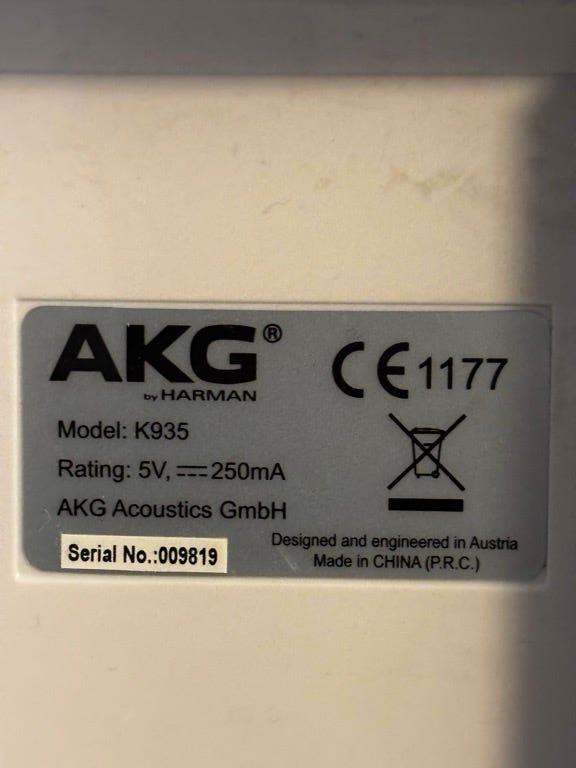 AKG®
by HARMAN
CE 1177
Model: K935
Rating: 5V, ⎓ 250mA
AKG Acoustics GmbH
Serial No.:009819
Designed and engineered in Austria
Made in CHINA (P.R.C.)